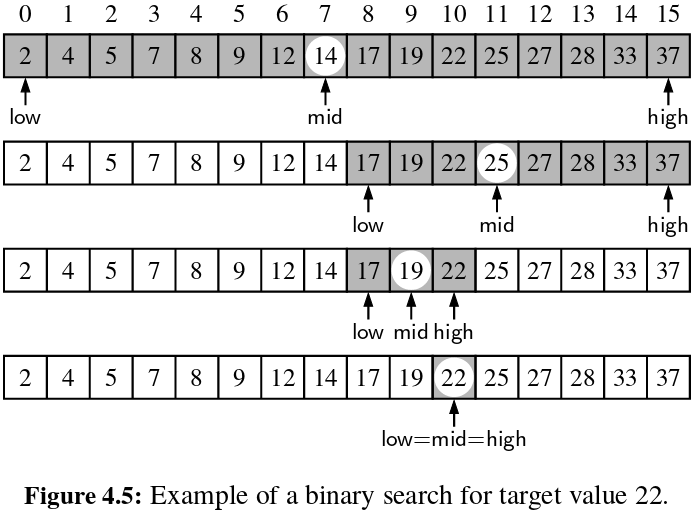 0 1 2 3 4 5 6 7 8 9 10 11 12 13 14 15
2 4 5 7 8 9 12 14 17 19 22 25 27 28 33 37
low mid high
2 4 5 7 8 9 12 14 17 19 22 25 27 28 33 37
low mid high
2 4 5 7 8 9 12 14 17 19 22 25 27 28 33 37
low mid high
2 4 5 7 8 9 12 14 17 19 22 25 27 28 33 37
low=mid=high
Figure 4.5: Example of a binary search for target value 22.